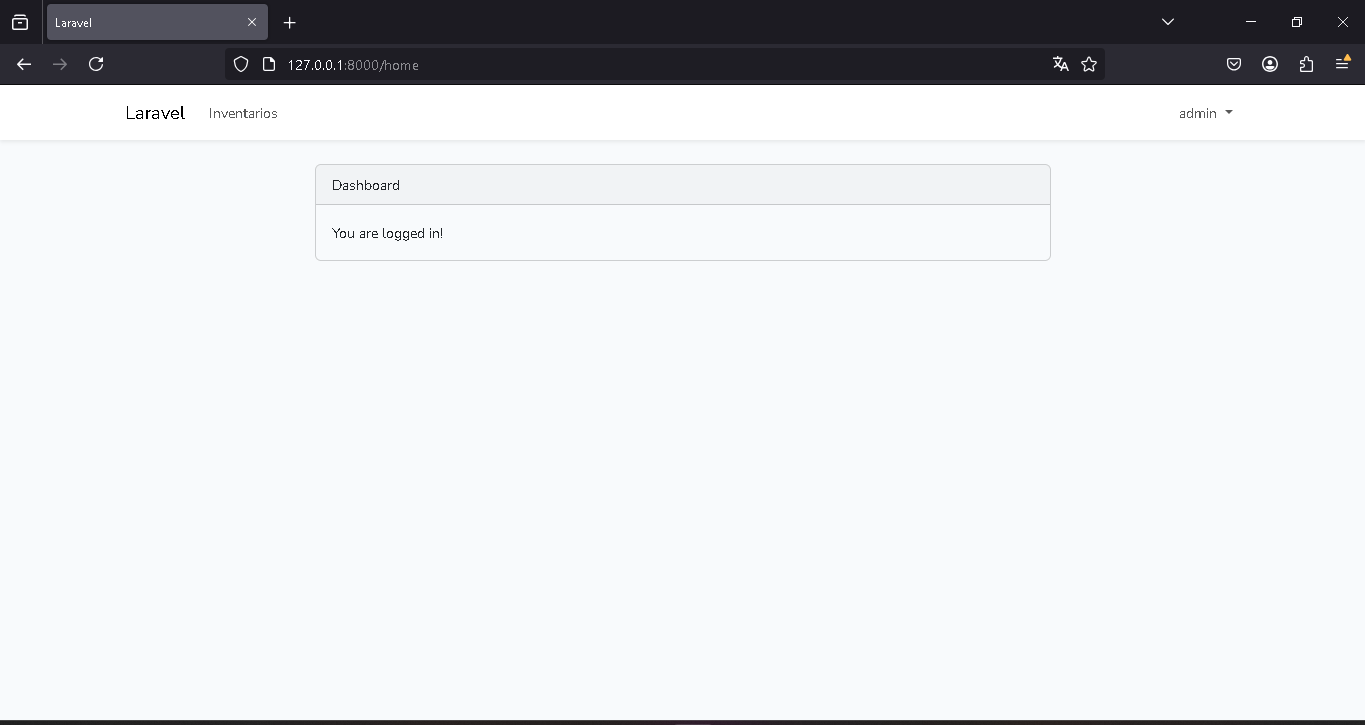 Laravel
127.0.0.1:8000/home
Laravel Inventarios admin
Dashboard
You are logged in!